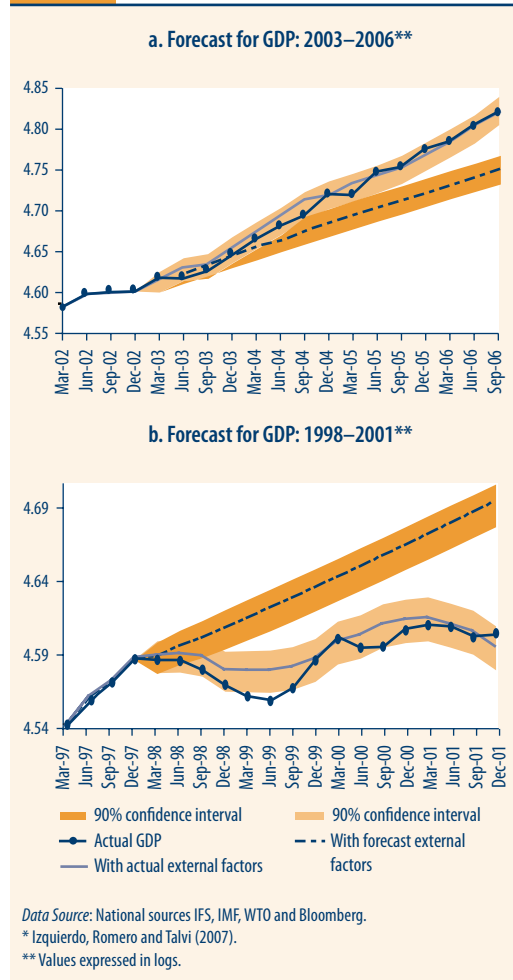 a. Forecast for GDP: 2003–2006**
4.85
4.80
4.75
4.70
4.65
4.60
4.55
Mar-02
Jun-02
Sep-02
Dec-02
Mar-03
Jun-03
Sep-03
Dec-03
Mar-04
Jun-04
Sep-04
Dec-04
Mar-05
Jun-05
Sep-05
Dec-05
Mar-06
Jun-06
Sep-06
b. Forecast for GDP: 1998–2001**
4.69
4.64
4.59
4.54
Mar-97
Jun-97
Sep-97
Dec-97
Mar-98
Jun-98
Sep-98
Dec-98
Mar-99
Jun-99
Sep-99
Dec-99
Mar-00
Jun-00
Sep-00
Dec-00
Mar-01
Jun-01
Sep-01
Dec-01
90% confidence interval
90% confidence interval
Actual GDP
With forecast external
factors
With actual external factors
Data Source: National sources IFS, IMF, WTO and Bloomberg.
* Izquierdo, Romero and Talvi (2007).
** Values expressed in logs.